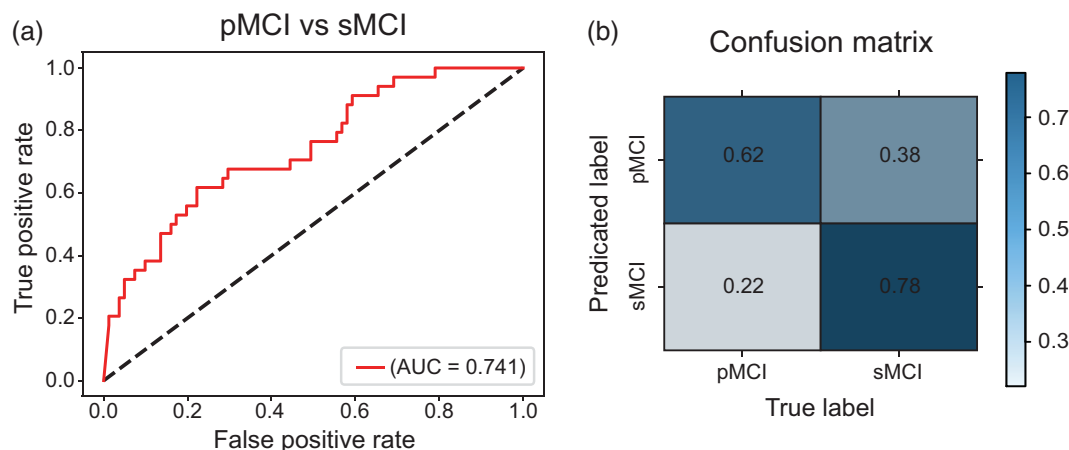 (a)
pMCI vs sMCI
1.0
0.8
0.6
0.4
0.2
0.0
True positive rate
(AUC = 0.741)
0.0 0.2 0.4 0.6 0.8 1.0
False positive rate
(b)
Confusion matrix
Predicated label
pMCI
sMCI
0.62 0.38
0.22 0.78
pMCI sMCI
True label
0.7
0.6
0.5
0.4
0.3